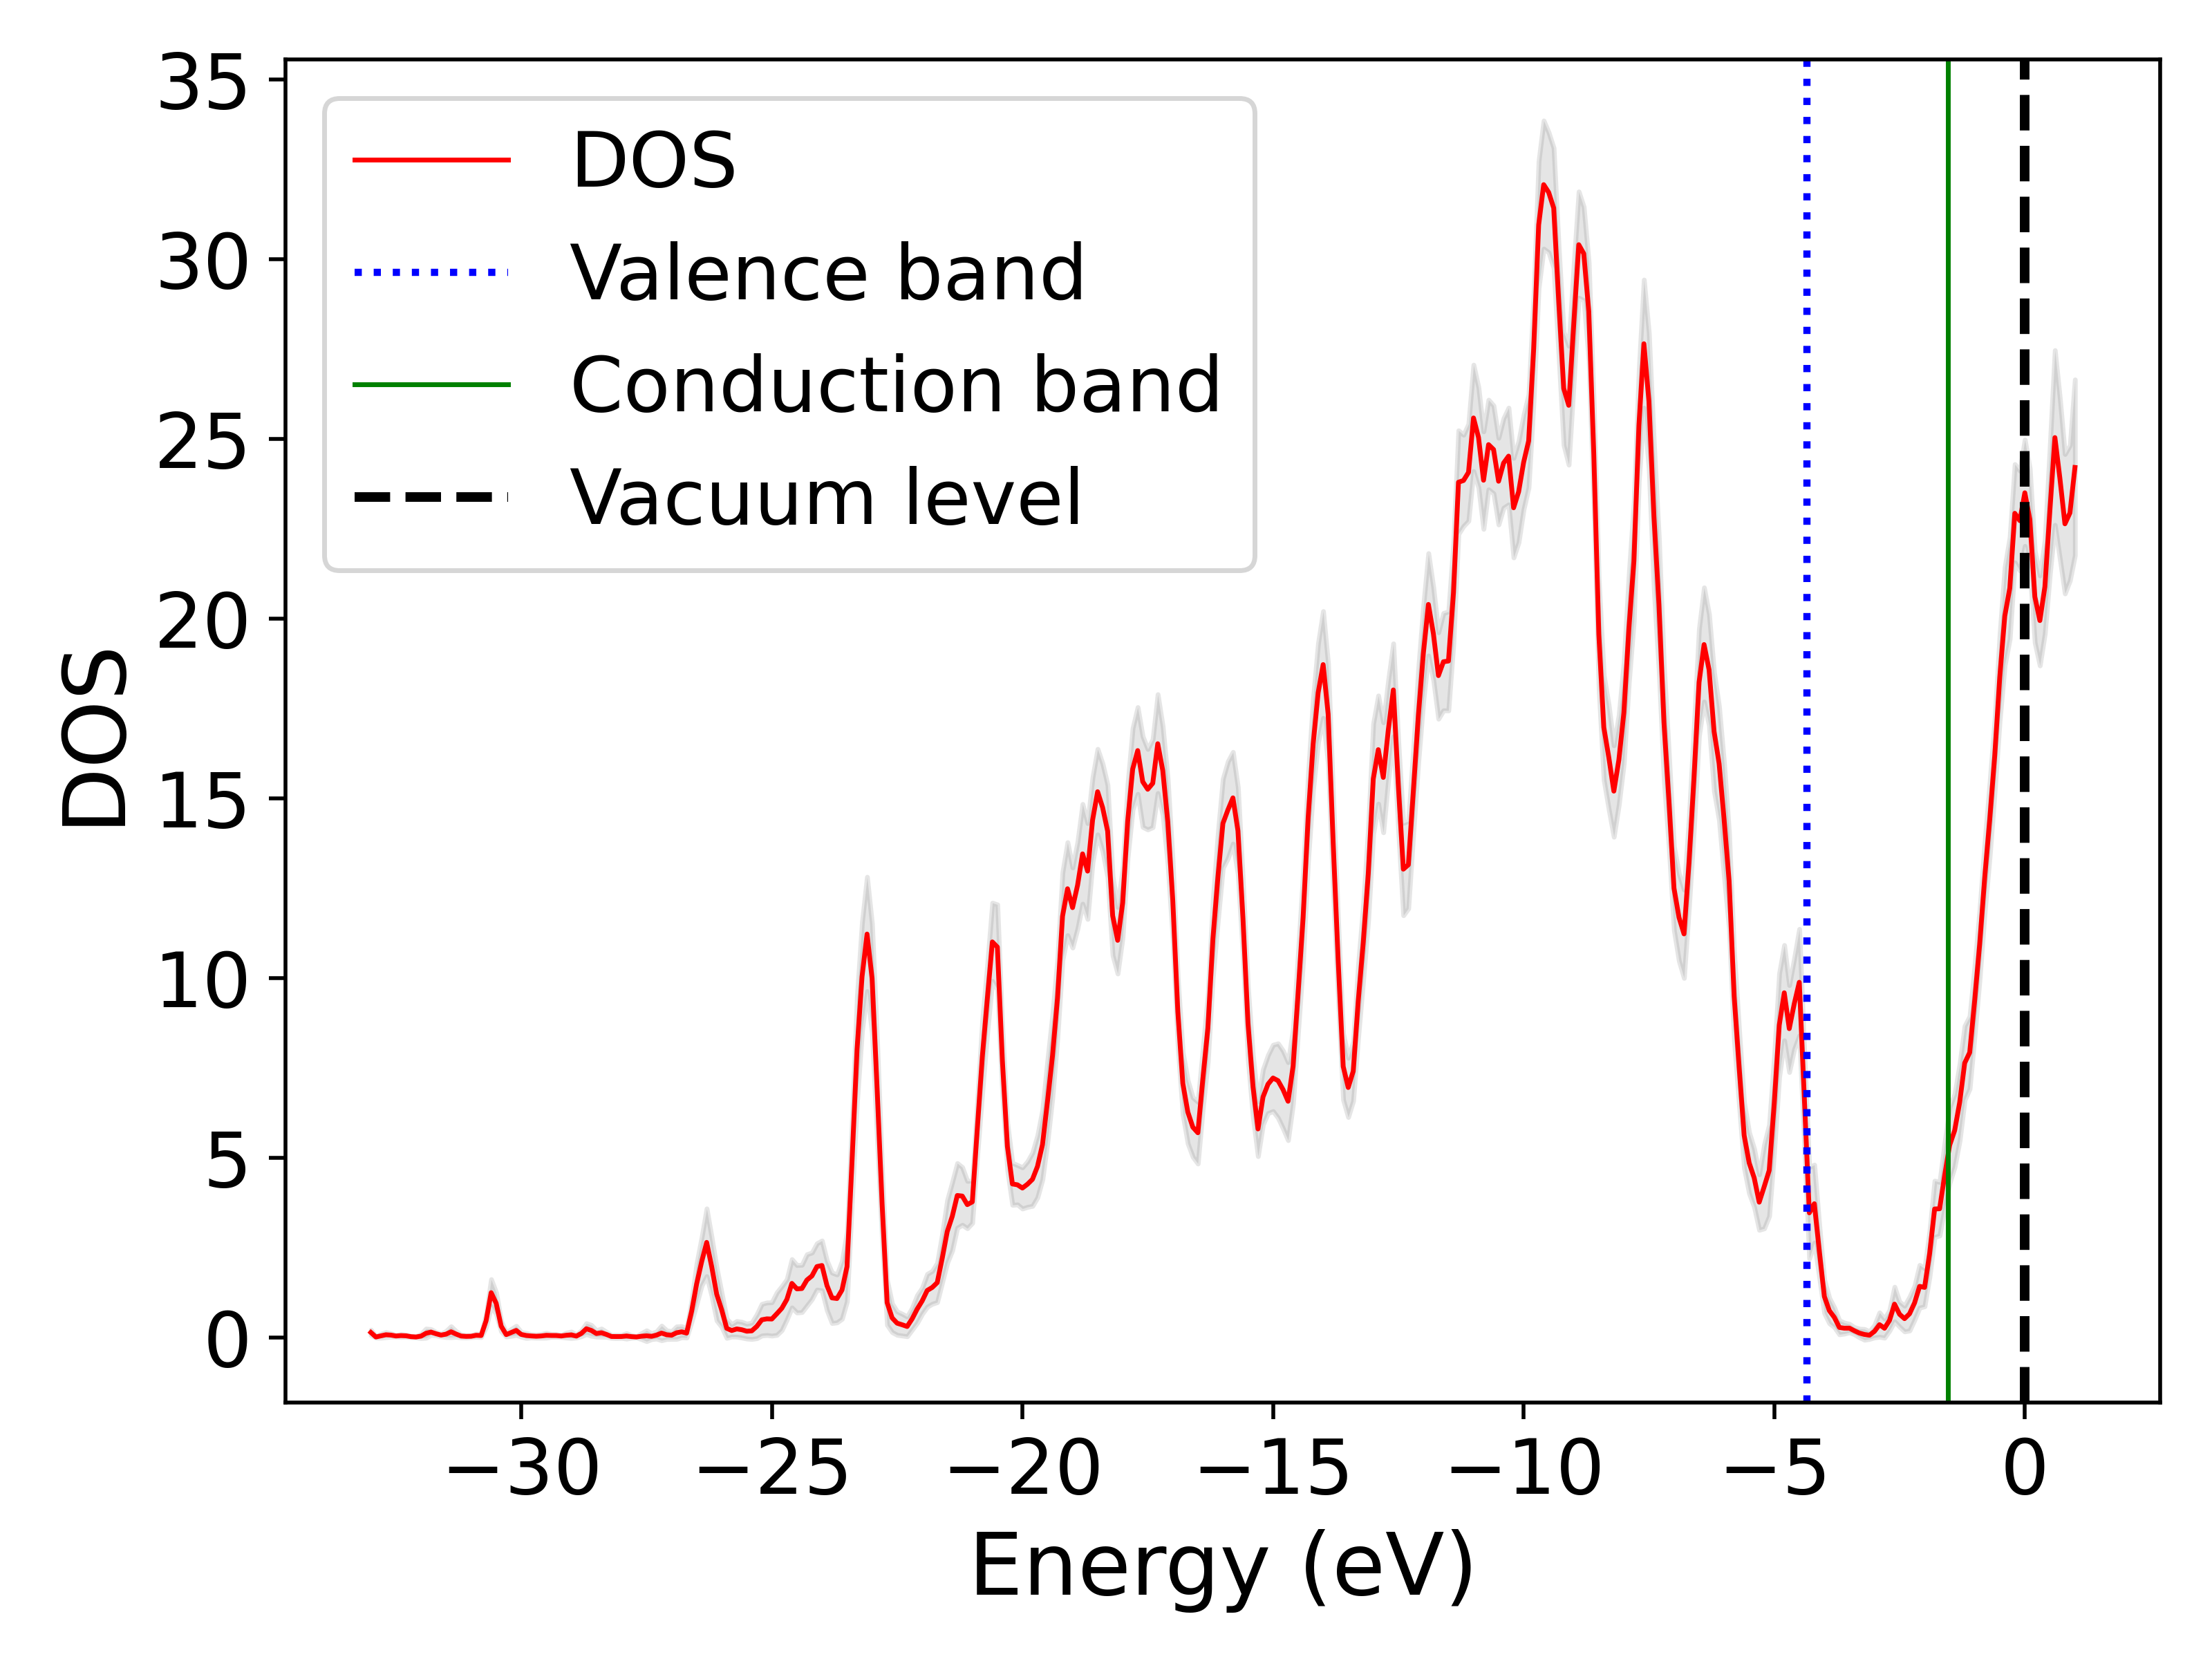 35
30
25
20
15
10
5
0
DOS
DOS
Valence band
Conduction band
Vacuum level
−30 −25 −20 −15 −10 −5 0
Energy (eV)